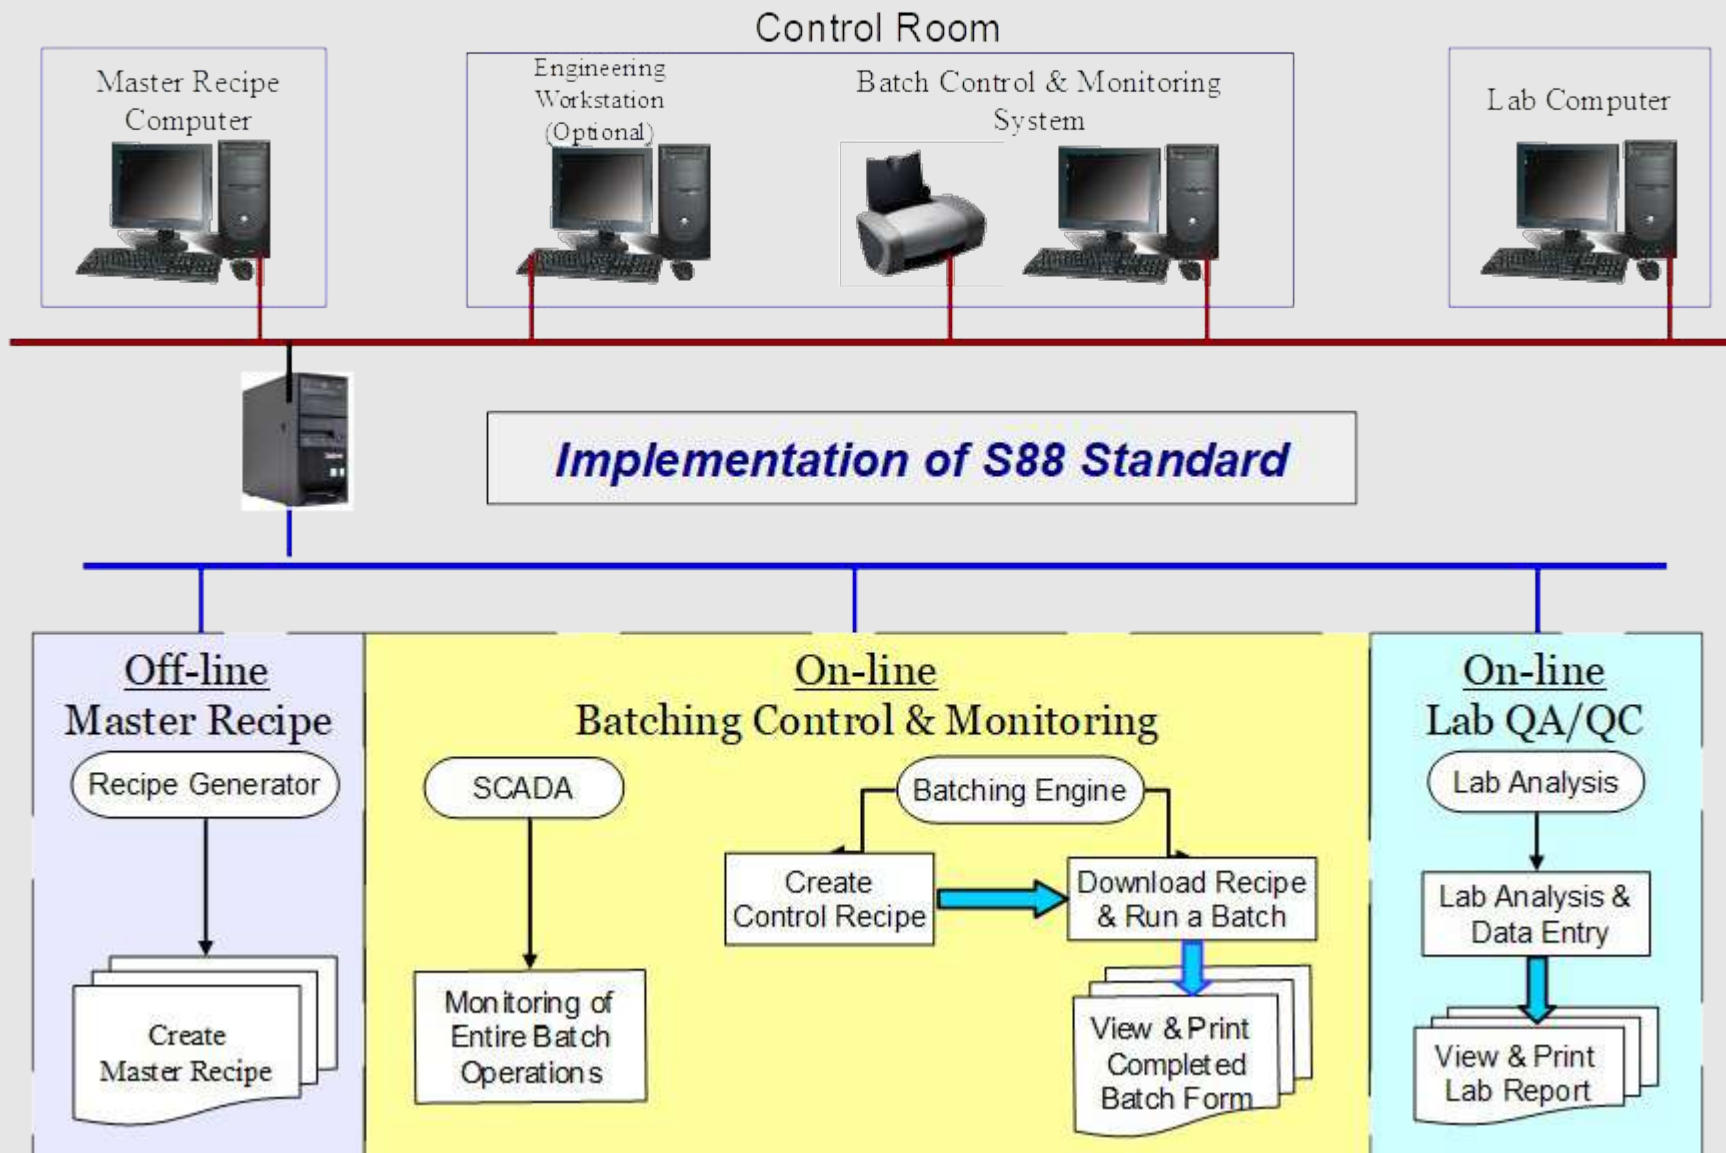 Control Room
Master Recipe
Computer
Engineering
Workstation
(Optional)
Batch Control & Monitoring
System
Lab Computer
Implementation of S88 Standard
Off-line
Master Recipe
Recipe Generator
Create
Master Recipe
On-line
Batching Control & Monitoring
SCADA
Monitoring of
Entire Batch
Operations
Batching Engine
Create
Control Recipe
Download Recipe
& Run a Batch
View & Print
Completed
Batch Form
On-line
Lab QA/QC
Lab Analysis
Lab Analysis &
Data Entry
View & Print
Lab Report